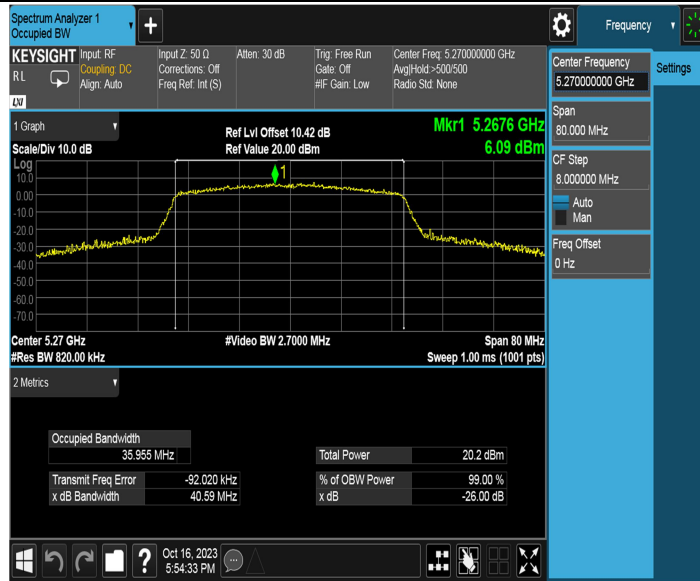 Spectrum Analyzer 1
Occupied BW
+
Frequency
KEYSIGHT
RL
LXI
Input: RF
Coupling: DC
Align: Auto
Input Z: 50 Ω
Corrections: Off
Freq Ref: Int (S)
Atten: 30 dB
Trig: Free Run
Gate: Off
#IF Gain: Low
Center Freq: 5.270000000 GHz
Avg|Hold:>500/500
Radio Std: None
Center Frequency
5.270000000 GHz
Settings
Span
80.000 MHz
CF Step
8.000000 MHz
Auto
Man
Freq Offset
0 Hz
1 Graph
Scale/Div 10.0 dB
Ref Lvl Offset 10.42 dB
Ref Value 20.00 dBm
Mkr1 5.2676 GHz
6.09 dBm
Log
10.0
0.00
-10.0
-20.0
-30.0
-40.0
-50.0
-60.0
-70.0
1
Center 5.27 GHz
#Res BW 820.00 kHz
#Video BW 2.7000 MHz
Span 80 MHz
Sweep 1.00 ms (1001 pts)
2 Metrics
Occupied Bandwidth
35.955 MHz
Total Power 20.2 dBm
Transmit Freq Error -92.020 kHz
% of OBW Power 99.00 %
x dB Bandwidth 40.59 MHz
x dB -26.00 dB
?
Oct 16, 2023
5:54:33 PM